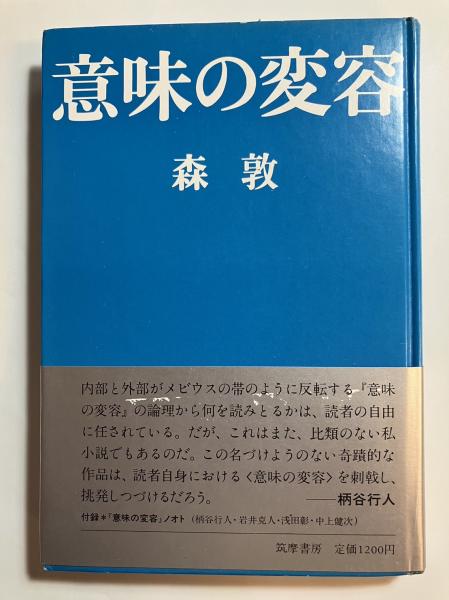 意味の変容
森 敦
内部と外部がメビウスの帯のように反転する『意味
の変容』の論理から何を読みとるかは、読者の自由
に任されている。だが、これはまた、比類のない私
小説でもあるのだ。この名づけようのない奇蹟的な
作品は、読者自身における〈意味の変容〉を刺戟し、
挑発しつづけるだろう。 ――柄谷行人
付録*『意味の変容』ノオト(柄谷行人・岩井克人・浅田彰・中上健次)
筑摩書房 定価1200円